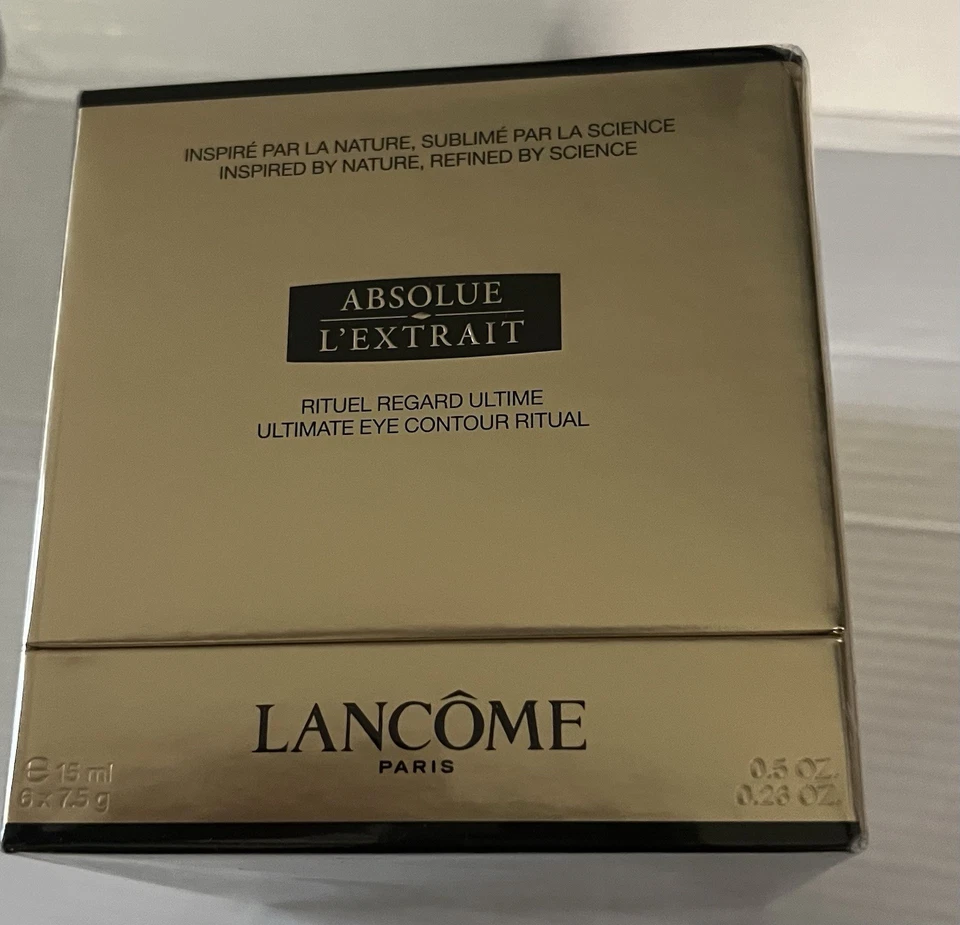 INSPIRÉ PAR LA NATURE, SUBLIMÉ PAR LA SCIENCE
INSPIRED BY NATURE, REFINED BY SCIENCE
ABSOLUE
L'EXTRAIT
RITUEL REGARD ULTIME
ULTIMATE EYE CONTOUR RITUAL
LANCÔME
PARIS
℮ 15 ml
6 x 7.5 g
0.5 OZ.
0.26 OZ.